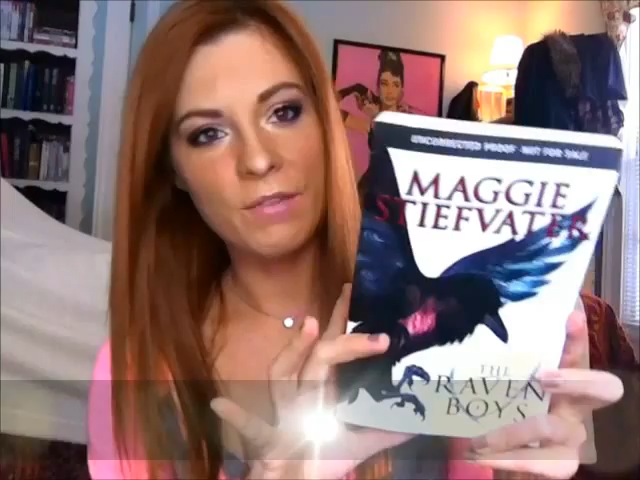 UNCORRECTED PROOF NOT FOR SALE
MAGGIE
STIEFVATER
THE
RAVEN
BOYS